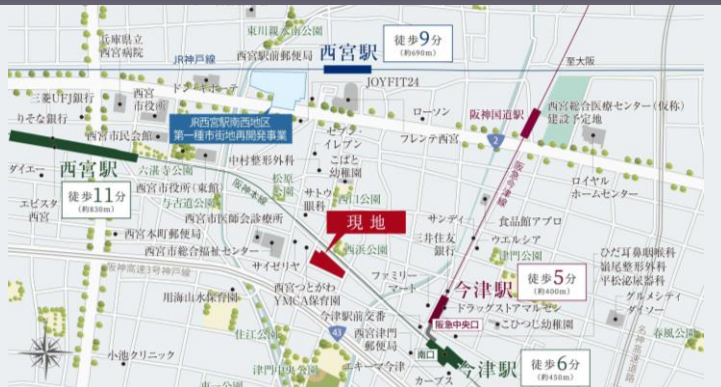 兵庫県立
西宮病院
東川親水南公園
西宮駅前郵便局
西宮駅
徒歩9分
(約690m)
JR神戸線
至大阪
ドン・キホーテ
JOYFIT24
三菱UFJ銀行
西宮
市役所
ローソン
阪神国道駅
西宮総合医療センター(仮称)
建設予定地
りそな銀行
JR西宮駅南西地区
第一種市街地再開発事業
西宮市民会館
セブン-
イレブン
フレンテ西宮
2
ダイエー
西宮駅
六湛寺公園
中村整形外科
こばと
幼稚園
阪急今津線
ロイヤル
ホームセンター
徒歩11分
(約830m)
西宮市役所(東館)
阪神本線
松原
公園
エビスタ
西宮
与古道公園
サトウ
眼科
西口公園
西宮市医師会診療所
現地
サンディ
食品館アプロ
西宮本町郵便局
西宮市総合福祉センター
西浜公園
三井住友
銀行
ウエルシア
津門公園
ひだ耳鼻咽喉科
嶺尾整形外科
平松泌尿器科
阪神高速3号神戸線
サイゼリヤ
ファミリー
マート
徒歩5分
(約400m)
今津駅
グルメシティ
ダイソー
西宮つとがわ
YMCA保育園
用海山水保育園
ドラッグストアマルゼン
今津駅前交番
阪急中央口
こひつじ幼稚園
春風公園
住江公園
43
西宮津門
郵便局
名神高速道路
南口
今津駅
徒歩6分
(約450m)
小池クリニック
津門中央公園
エキーマ今津
カーブス
東一公園